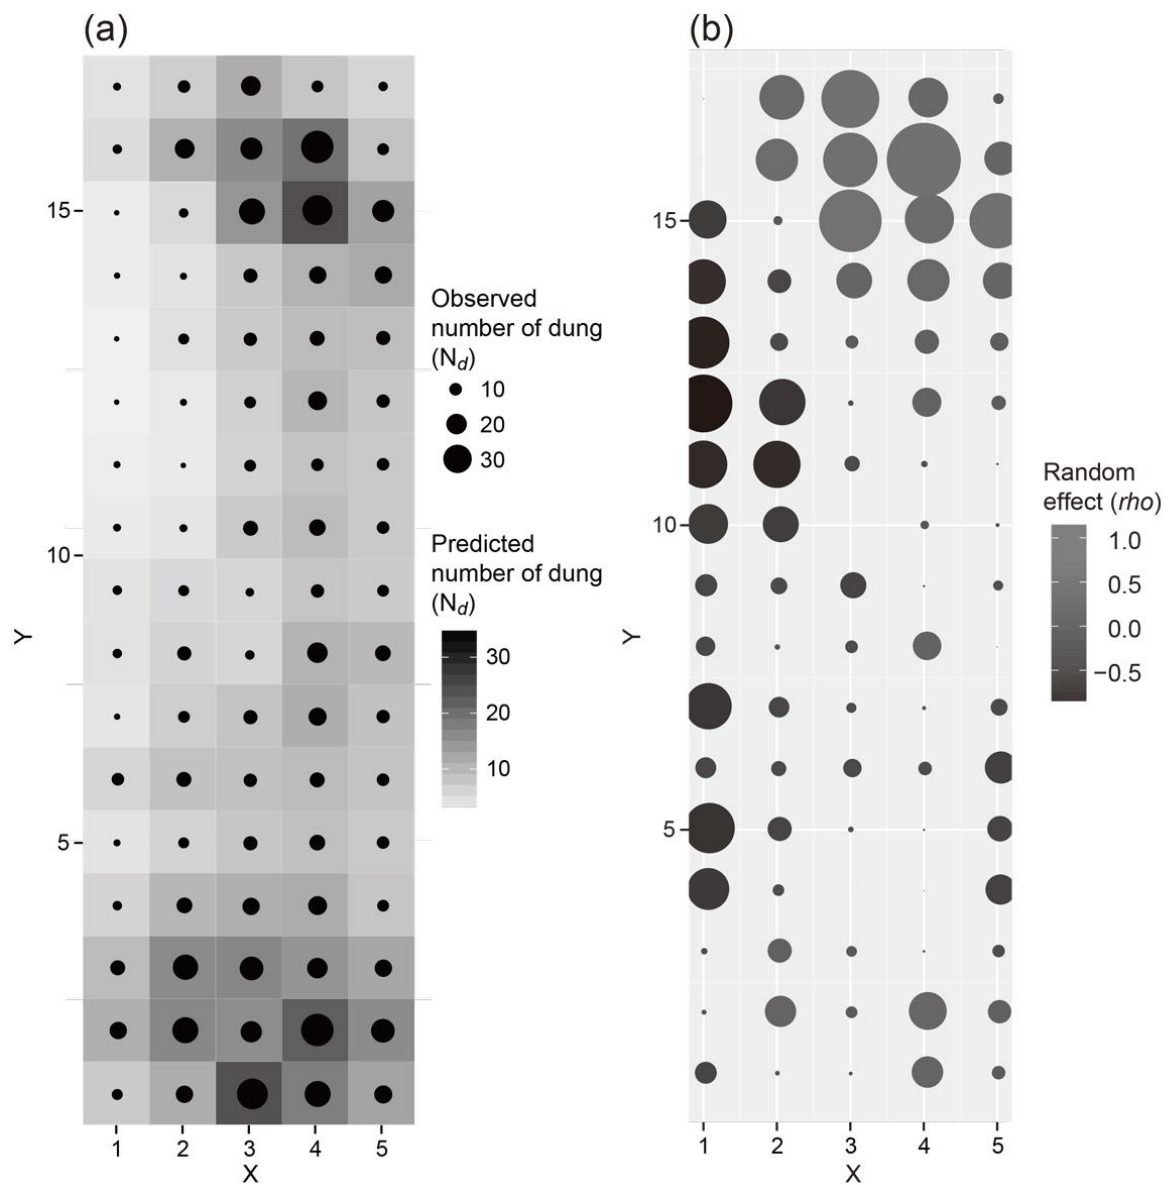 (a)
15
10
5
Y
1 2 3 4 5
X
Observed
number of dung
(Nd)
10
20
30
Predicted
number of dung
(Nd)
30
20
10
(b)
15
10
5
Y
1 2 3 4 5
X
Random
effect (rho)
1.0
0.5
0.0
−0.5